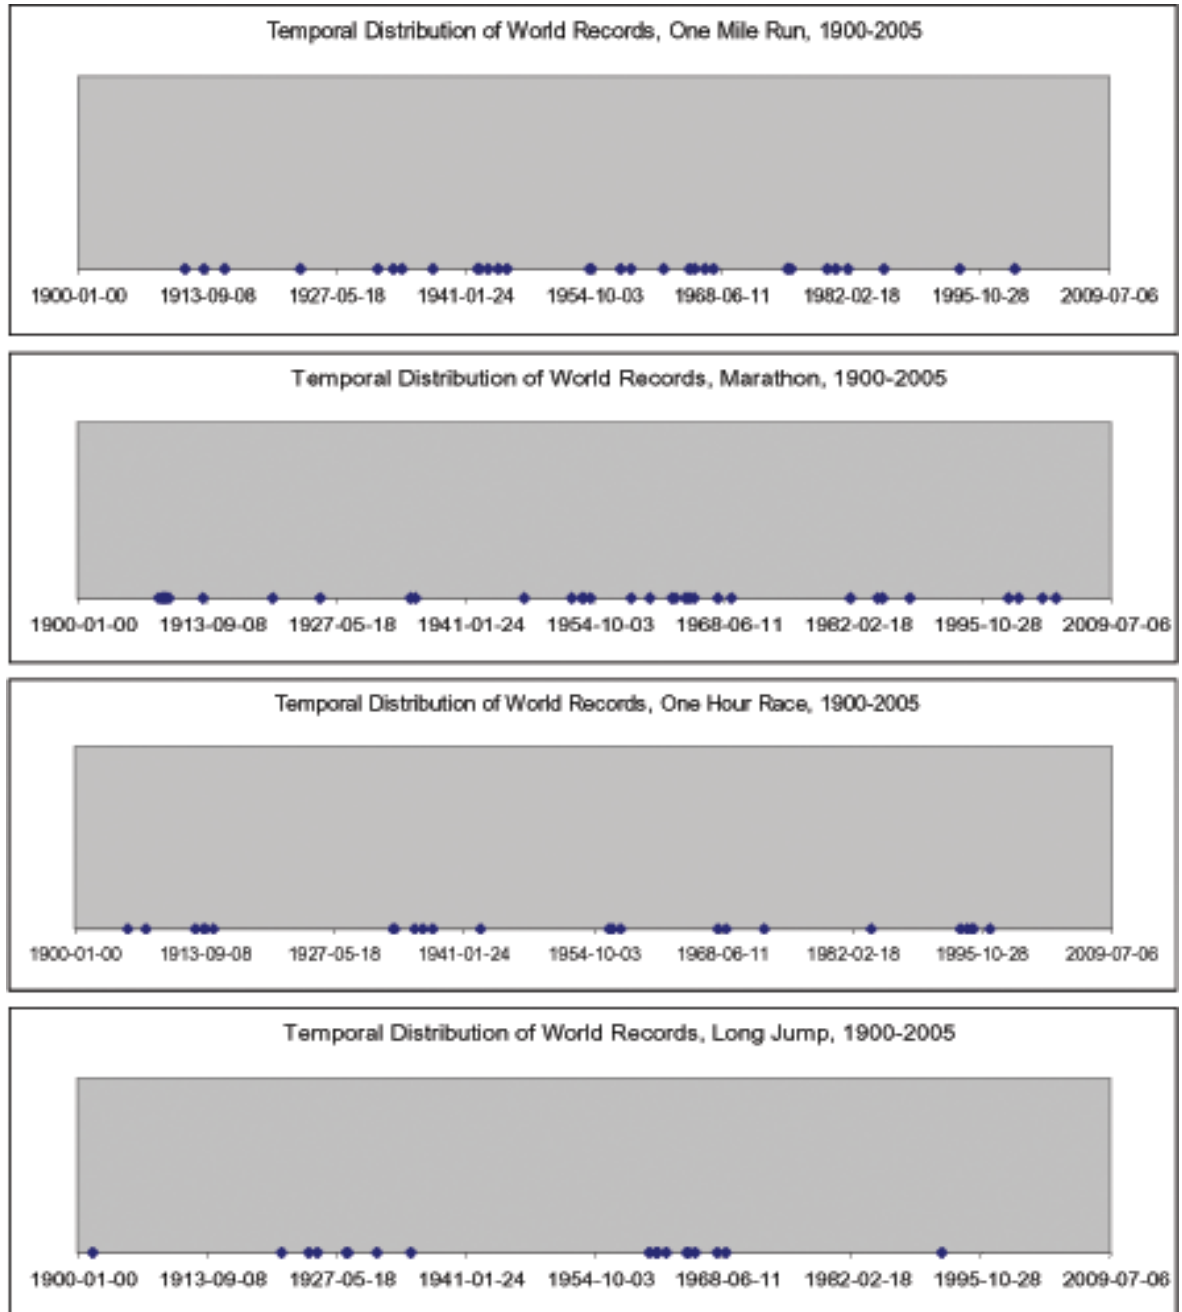 Temporal Distribution of World Records, One Mile Run, 1900-2005
1900-01-00 1913-09-08 1927-05-18 1941-01-24 1954-10-03 1968-06-11 1982-02-18 1995-10-28 2009-07-06
Temporal Distribution of World Records, Marathon, 1900-2005
1900-01-00 1913-09-08 1927-05-18 1941-01-24 1954-10-03 1968-06-11 1982-02-18 1995-10-28 2009-07-06
Temporal Distribution of World Records, One Hour Race, 1900-2005
1900-01-00 1913-09-08 1927-05-18 1941-01-24 1954-10-03 1968-06-11 1982-02-18 1995-10-28 2009-07-06
Temporal Distribution of World Records, Long Jump, 1900-2005
1900-01-00 1913-09-08 1927-05-18 1941-01-24 1954-10-03 1968-06-11 1982-02-18 1995-10-28 2009-07-06